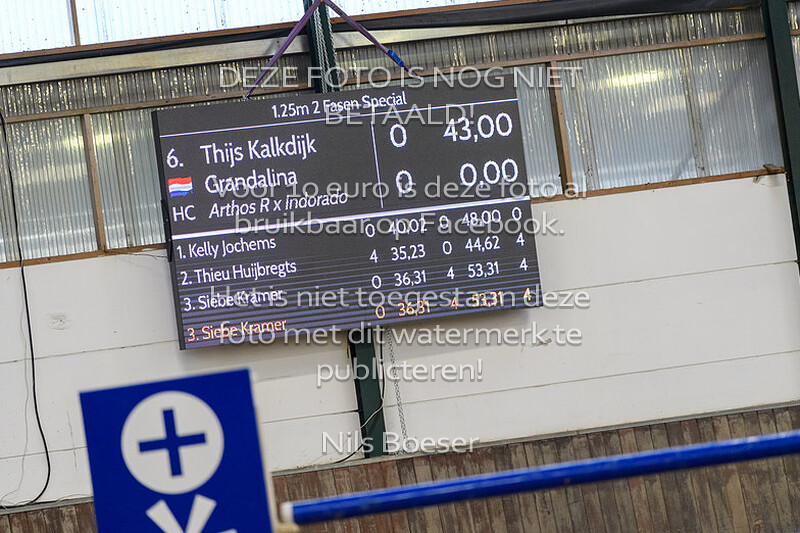 DEZE FOTO IS NOG NIET
BETAALD!
1.25m 2 Fasen Special
6. Thijs Kalkdijk 0 43,00
Grandalina 0 0,00
HC Arthos R x Indorado
VOOR 10 euro is deze foto
bruikbaar op Facebook.
1. Kelly Jochems 0 40,02 0 48,00 0
2. Thieu Huijbregts 4 35,23 0 44,62 4
3. Siebe Kramer 0 36,31 4 53,31 4
3. Siebe Kramer 0 36,31 4 53,31 4
Het is niet toegestaan deze
foto met dit watermerk te
publiceren!
Nils Boeser